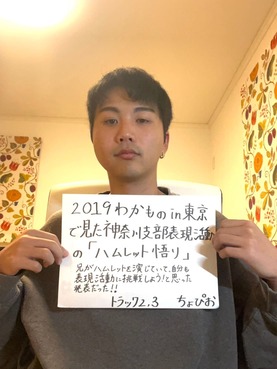 2019わかもの in 東京
で見た神奈川支部表現活動
の「ハムレット悟り」
兄がハムレットを演じていて、自分も
表現活動に挑戦しよう!と思った
発表だった!!
トラック2.3 ちょぴお